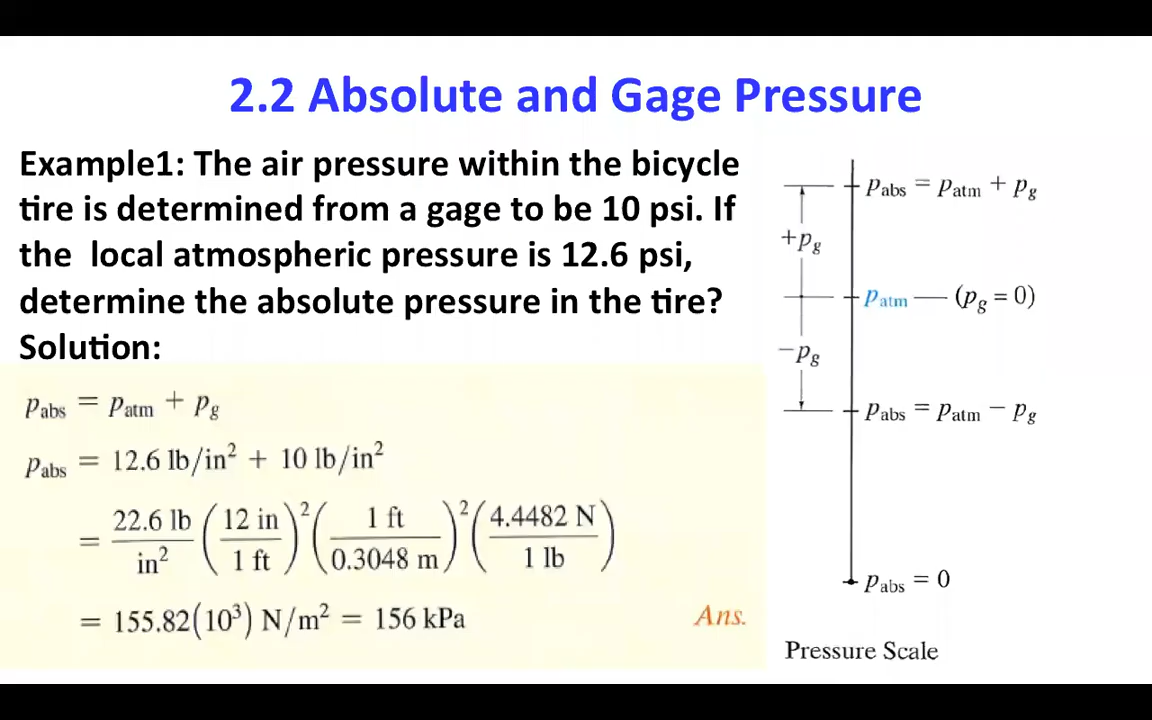 2.2 Absolute and Gage Pressure
Example1: The air pressure within the bicycle
tire is determined from a gage to be 10 psi. If
the local atmospheric pressure is 12.6 psi,
determine the absolute pressure in the tire?
Solution:
p_abs = p_atm + p_g
p_abs = 12.6 lb/in² + 10 lb/in²
= 22.6 lb/in² (12 in/1 ft)² (1 ft/0.3048 m)² (4.4482 N/1 lb)
= 155.82(10³) N/m² = 156 kPa Ans.
p_abs = p_atm + p_g
+p_g
p_atm — (p_g = 0)
−p_g
p_abs = p_atm − p_g
p_abs = 0
Pressure Scale